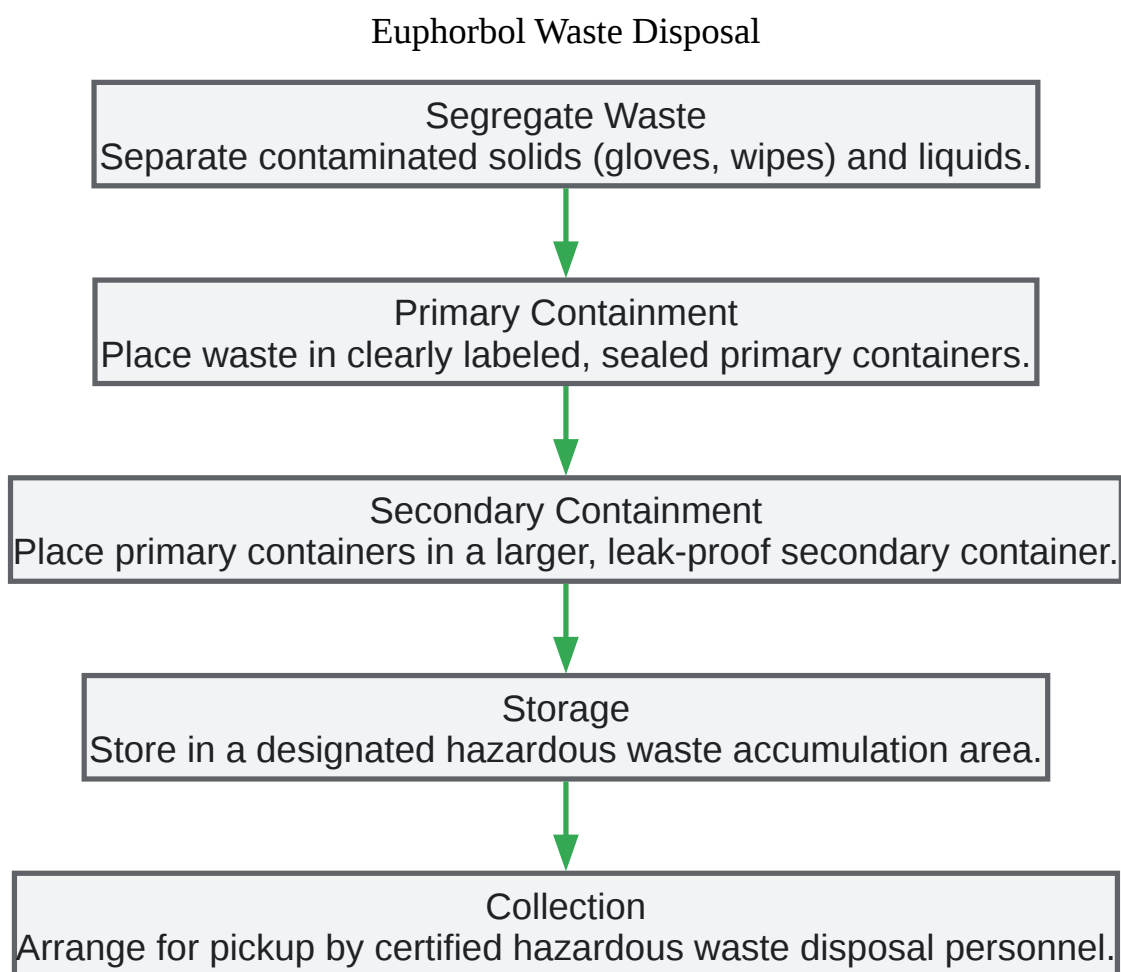 Euphorbol Waste Disposal
Segregate Waste
Separate contaminated solids (gloves, wipes) and liquids.
Primary Containment
Place waste in clearly labeled, sealed primary containers.
Secondary Containment
Place primary containers in a larger, leak-proof secondary container.
Storage
Store in a designated hazardous waste accumulation area.
Collection
Arrange for pickup by certified hazardous waste disposal personnel.